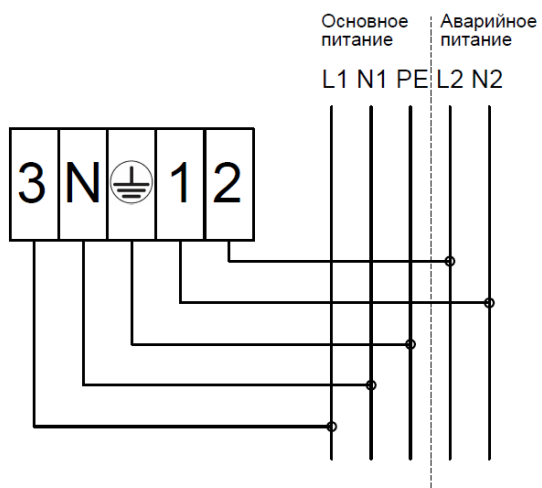 Основное питание
Аварийное питание
L1 N1 PE L2 N2
3 N 1 2